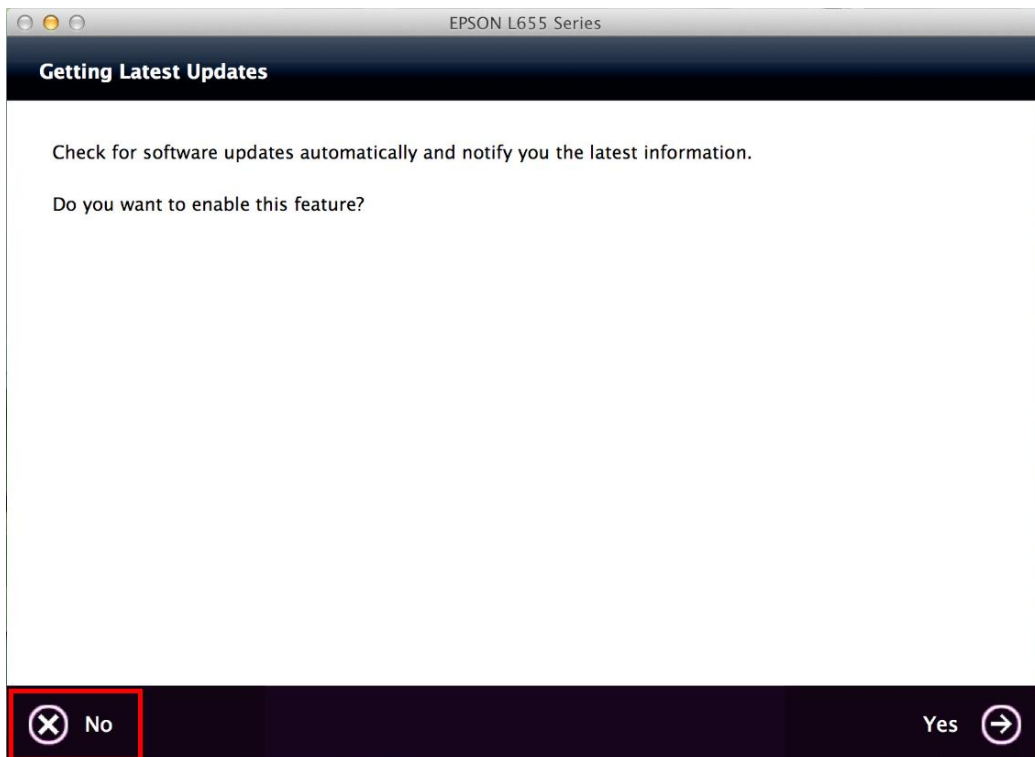 EPSON L655 Series
Getting Latest Updates
Check for software updates automatically and notify you the latest information.
Do you want to enable this feature?
No
Yes